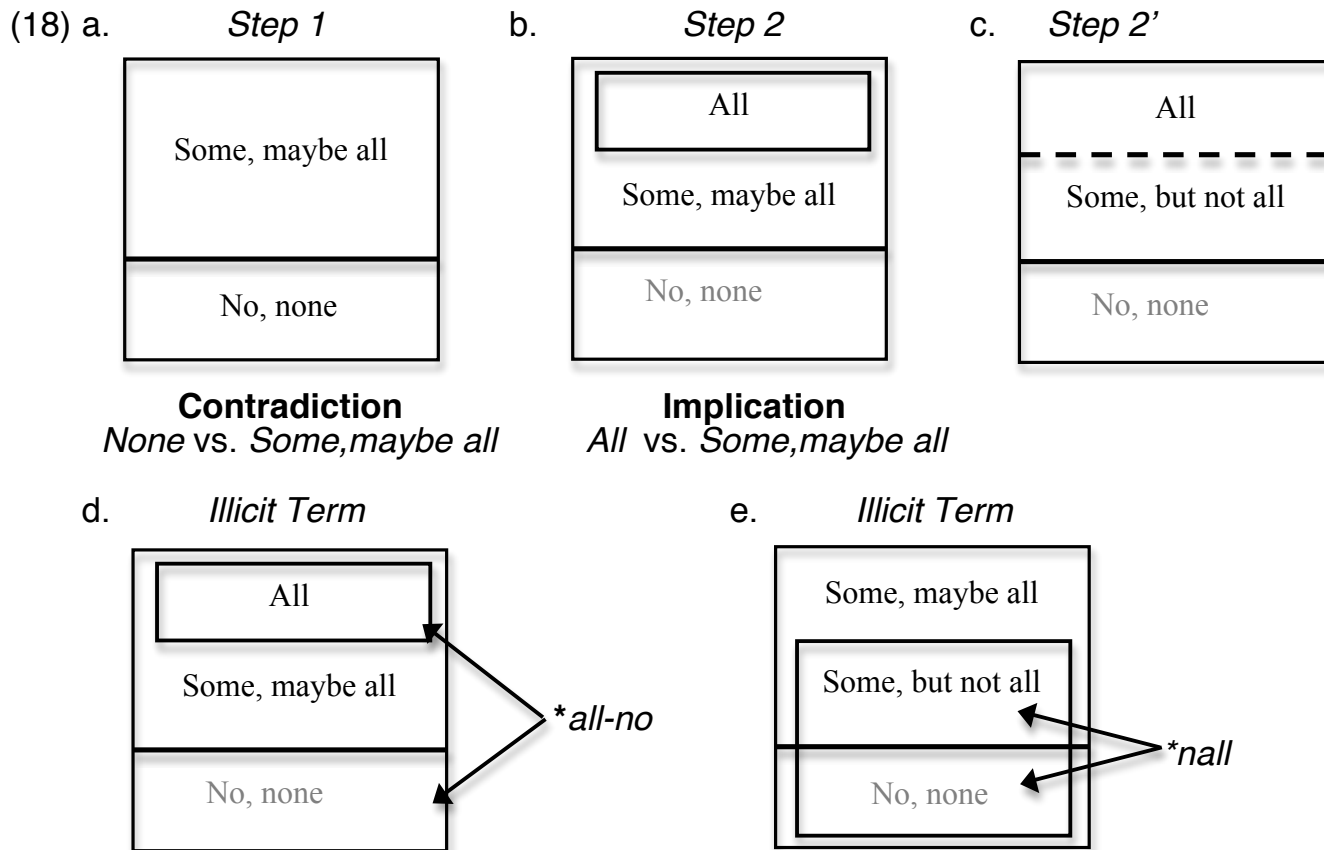 (18) a. Step 1 b. Step 2 c. Step 2'
Some, maybe all
No, none
All
Some, maybe all
No, none
All
Some, but not all
No, none
Contradiction
None vs. Some,maybe all
Implication
All vs. Some,maybe all
d. Illicit Term e. Illicit Term
All
Some, maybe all
No, none
*all-no
Some, maybe all
Some, but not all
No, none
*nall